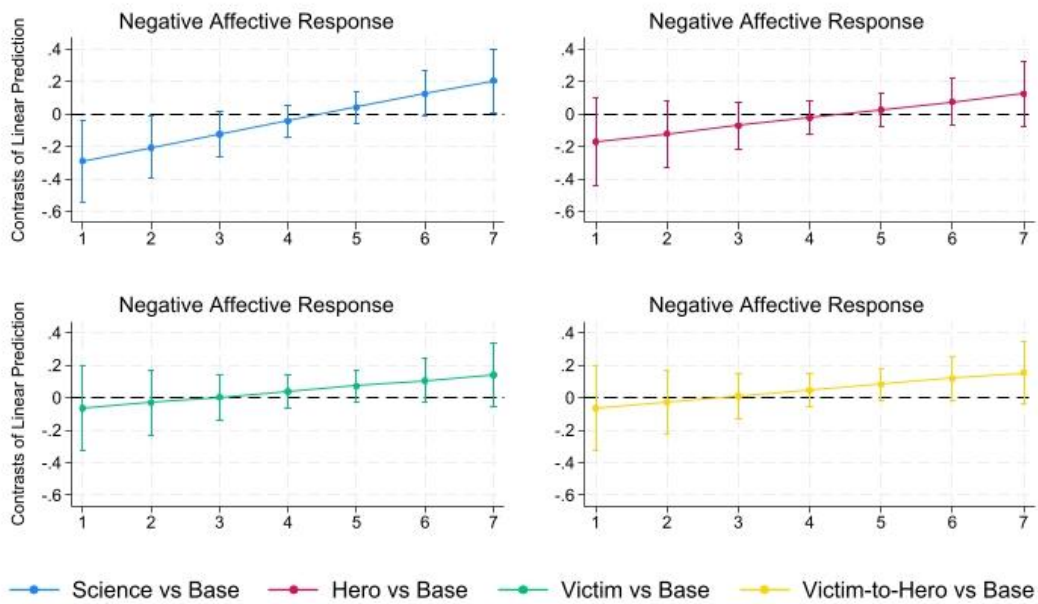 Negative Affective Response
Negative Affective Response
Contrasts of Linear Prediction
.4
.2
0
-.2
-.4
-.6
1 2 3 4 5 6 7
.4
.2
0
-.2
-.4
-.6
1 2 3 4 5 6 7
Negative Affective Response
Negative Affective Response
Contrasts of Linear Prediction
.4
.2
0
-.2
-.4
-.6
1 2 3 4 5 6 7
.4
.2
0
-.2
-.4
-.6
1 2 3 4 5 6 7
Science vs Base Hero vs Base Victim vs Base Victim-to-Hero vs Base